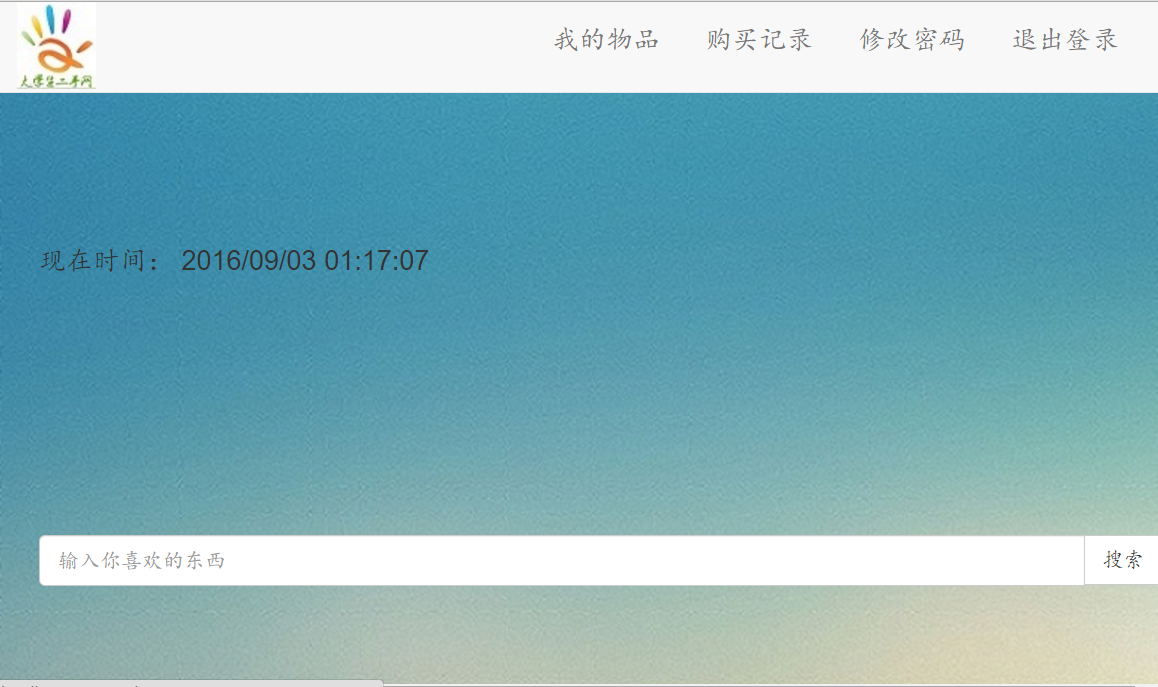 大学生二手网
我的物品 购买记录 修改密码 退出登录
现在时间： 2016/09/03 01:17:07
输入你喜欢的东西 搜索